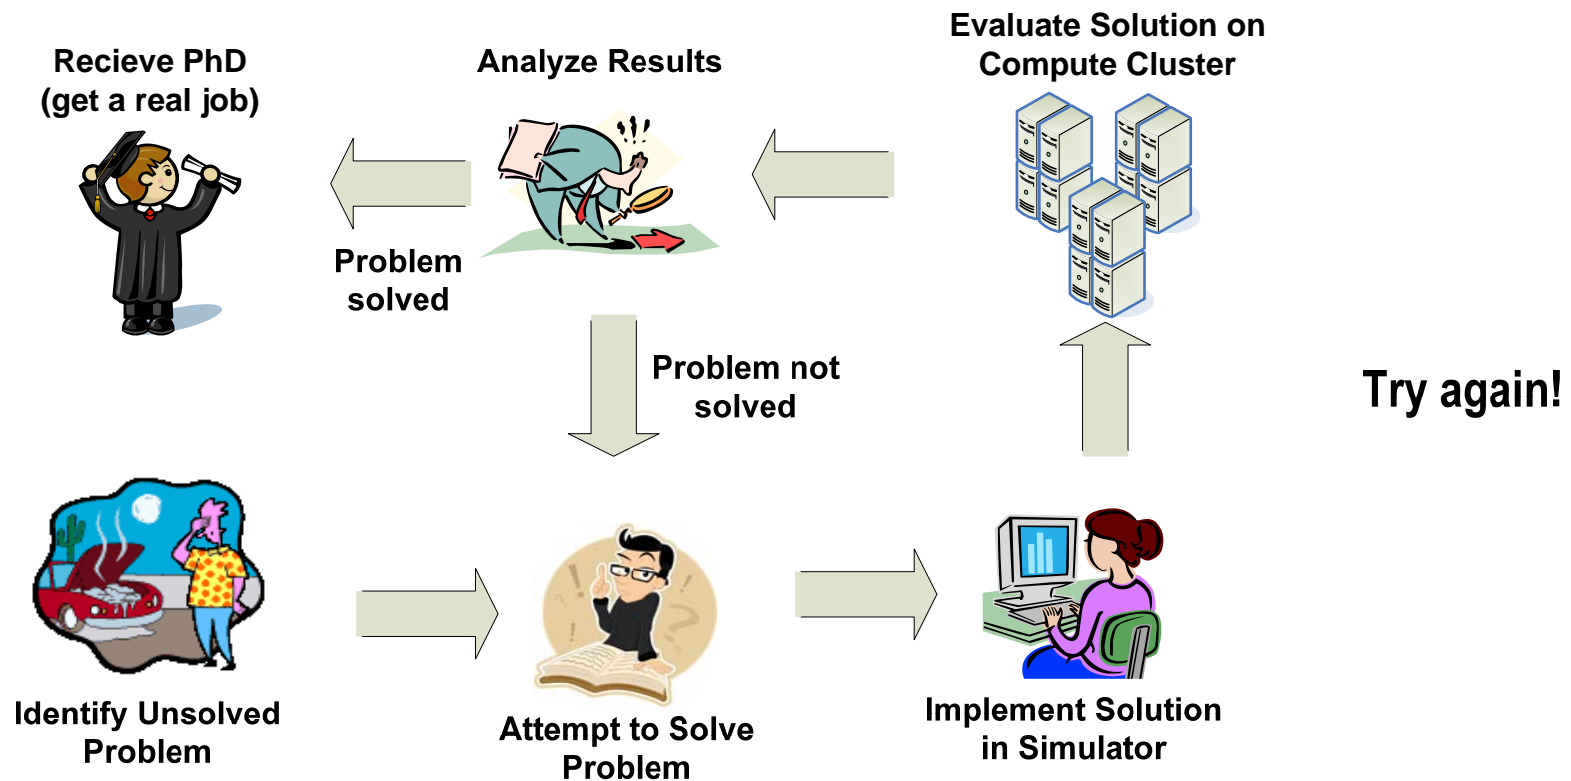 Recieve PhD
(get a real job)
Analyze Results
Evaluate Solution on
Compute Cluster
Problem
solved
Problem not
solved
Try again!
Identify Unsolved
Problem
Attempt to Solve
Problem
Implement Solution
in Simulator